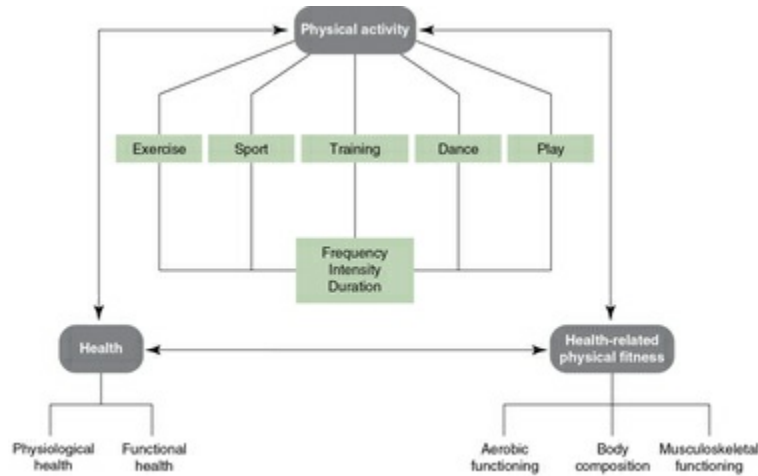 Physical activity
Exercise
Sport
Training
Dance
Play
Frequency
Intensity
Duration
Health
Health-related
physical fitness
Physiological
health
Functional
health
Aerobic
functioning
Body
composition
Musculoskeletal
functioning